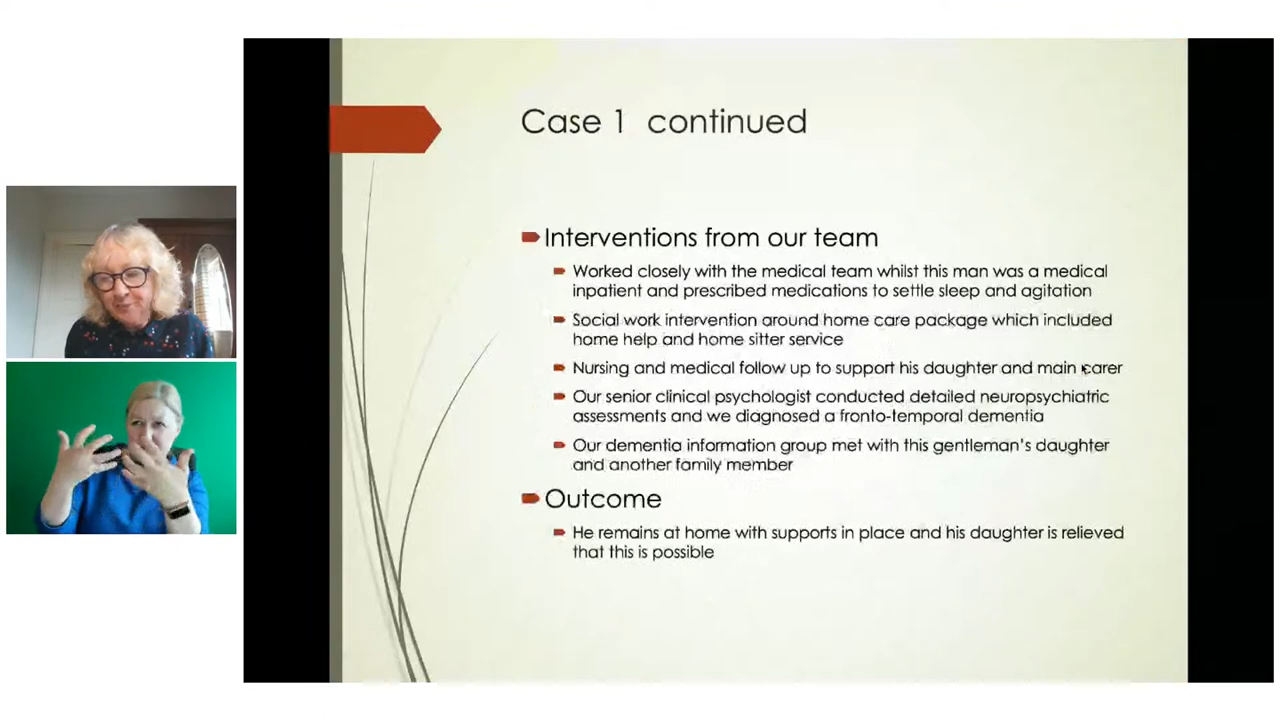 Case 1 continued
Interventions from our team
Worked closely with the medical team whilst this man was a medical
inpatient and prescribed medications to settle sleep and agitation
Social work intervention around home care package which included
home help and home sitter service
Nursing and medical follow up to support his daughter and main carer
Our senior clinical psychologist conducted detailed neuropsychiatric
assessments and we diagnosed a fronto-temporal dementia
Our dementia information group met with this gentleman's daughter
and another family member
Outcome
He remains at home with supports in place and his daughter is relieved
that this is possible